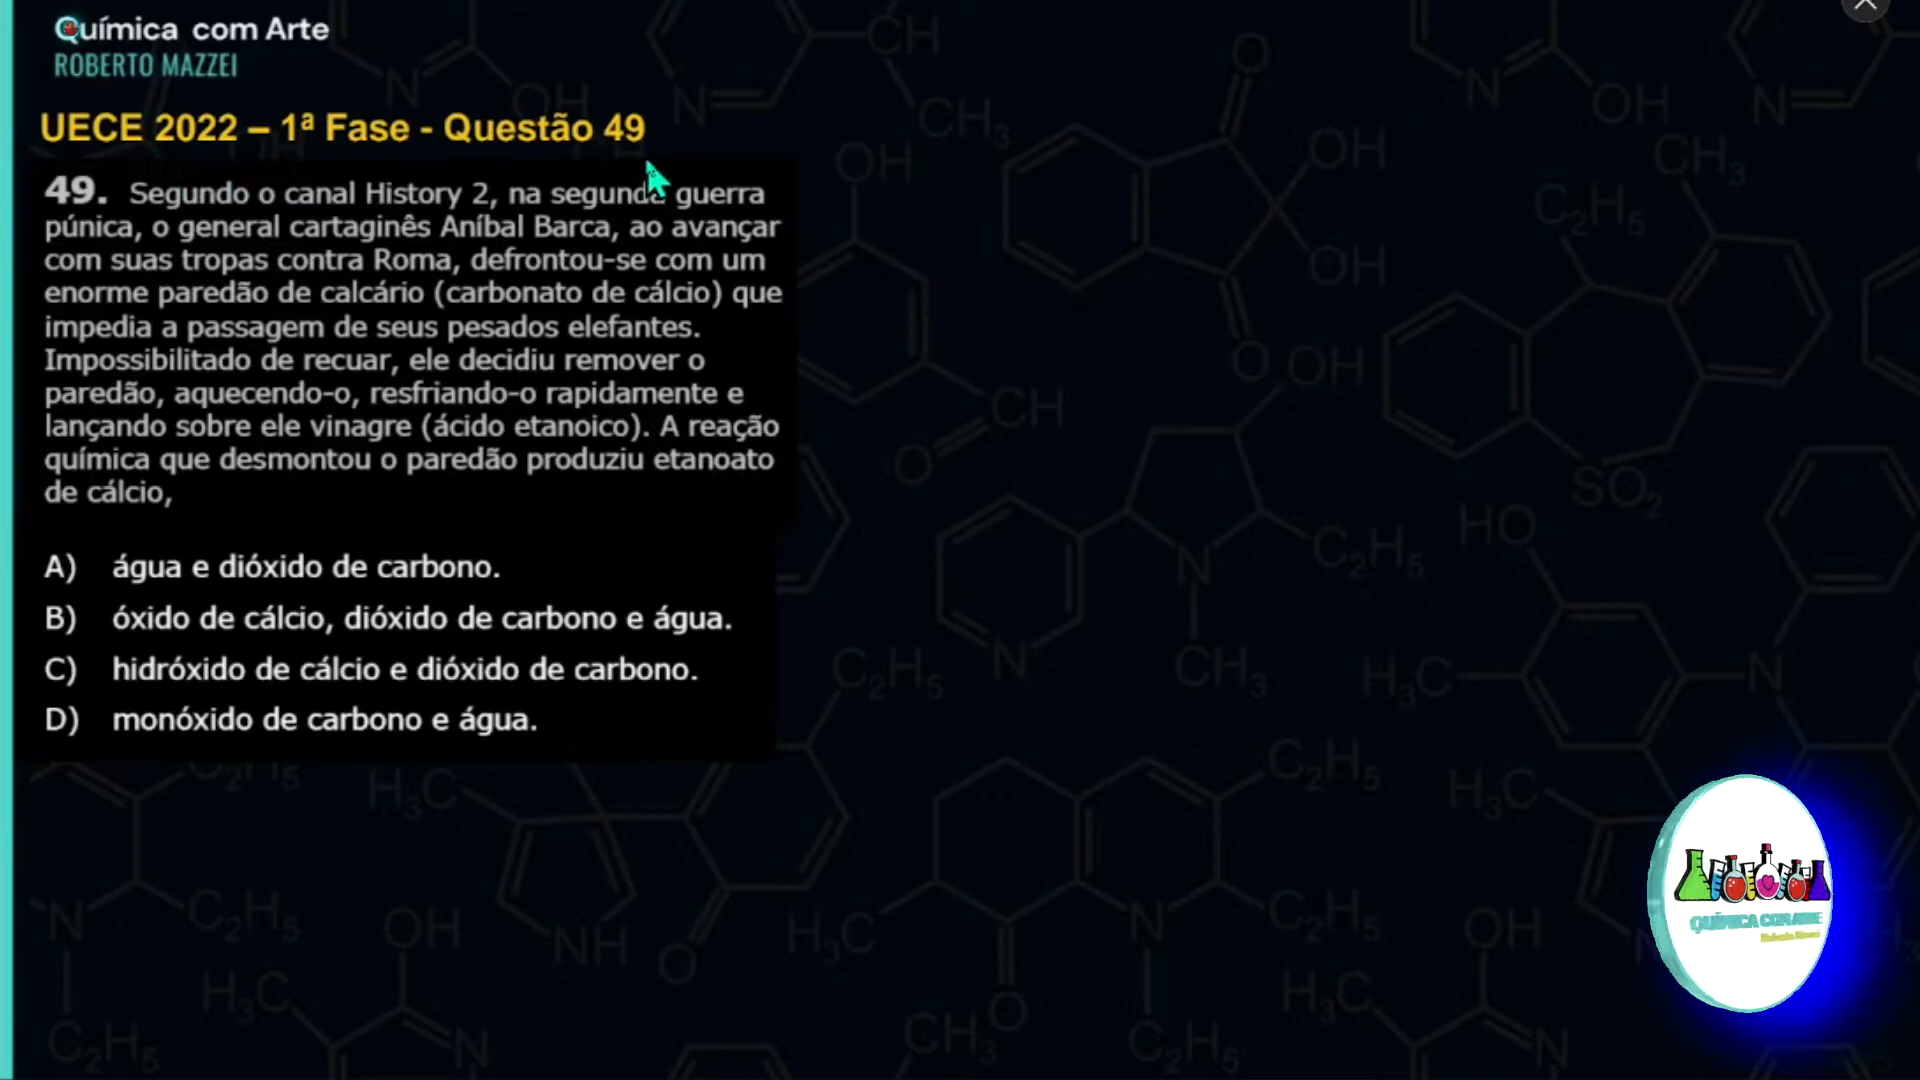 Química com Arte
ROBERTO MAZZEI
UECE 2022 – 1ª Fase - Questão 49
49. Segundo o canal History 2, na segunda guerra
púnica, o general cartaginês Aníbal Barca, ao avançar
com suas tropas contra Roma, defrontou-se com um
enorme paredão de calcário (carbonato de cálcio) que
impedia a passagem de seus pesados elefantes.
Impossibilitado de recuar, ele decidiu remover o
paredão, aquecendo-o, resfriando-o rapidamente e
lançando sobre ele vinagre (ácido etanoico). A reação
química que desmontou o paredão produziu etanoato
de cálcio,
A) água e dióxido de carbono.
B) óxido de cálcio, dióxido de carbono e água.
C) hidróxido de cálcio e dióxido de carbono.
D) monóxido de carbono e água.
QUÍMICA COM ARTE